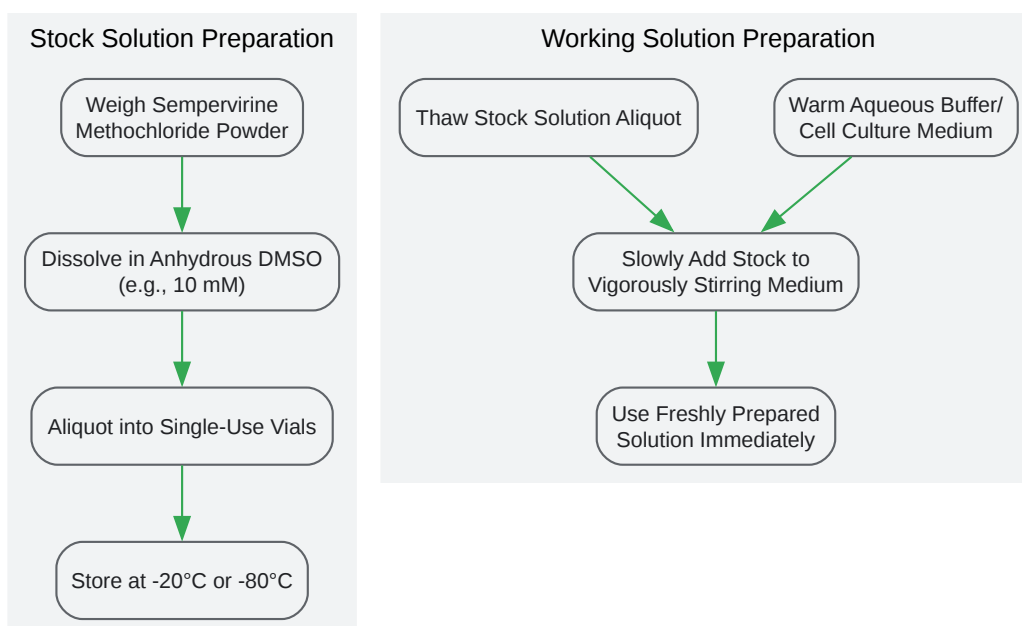 Stock Solution Preparation
Weigh Sempervirine
Methochloride Powder
Dissolve in Anhydrous DMSO
(e.g., 10 mM)
Aliquot into Single-Use Vials
Store at -20°C or -80°C
Working Solution Preparation
Thaw Stock Solution Aliquot
Warm Aqueous Buffer/
Cell Culture Medium
Slowly Add Stock to
Vigorously Stirring Medium
Use Freshly Prepared
Solution Immediately